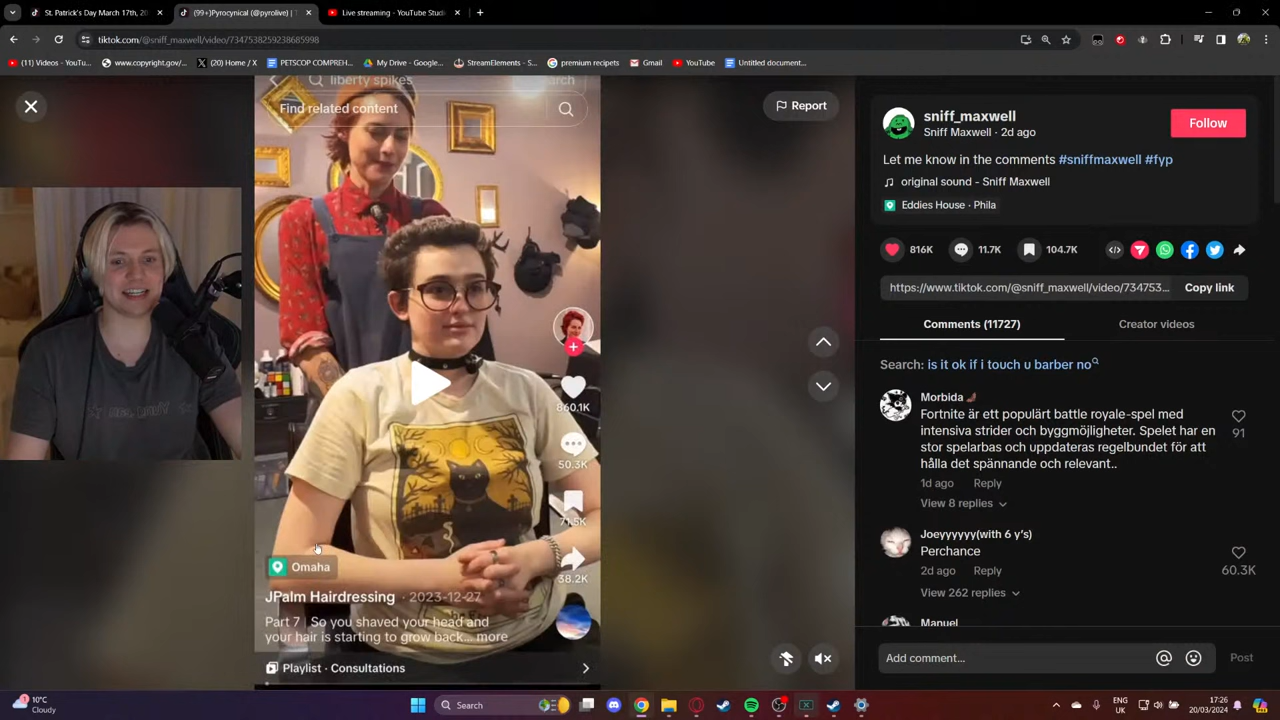 St. Patrick's Day March 17th, 20
(99+)Pyrocynical (@pyrolive) | T
Live streaming - YouTube Studi
tiktok.com/@sniff_maxwell/video/7347538259238685998
(11) Videos - YouTu...
www.copyright.gov/...
(20) Home / X
PETSCOP COMPREH...
My Drive - Google...
StreamElements - S...
premium recipets
Gmail
YouTube
Untitled document...
liberty spikes
Search
Find related content
Report
sniff_maxwell
Sniff Maxwell · 2d ago
Follow
Let me know in the comments #sniffmaxwell #fyp
original sound - Sniff Maxwell
Eddies House · Phila
816K
11.7K
104.7K
https://www.tiktok.com/@sniff_maxwell/video/734753...
Copy link
Comments (11727)
Creator videos
Search: is it ok if i touch u barber no
Morbida
Fortnite är ett populärt battle royale-spel med
intensiva strider och byggmöjligheter. Spelet har en
stor spelarbas och uppdateras regelbundet för att
hålla det spännande och relevant..
91
1d ago
Reply
View 8 replies
Joeyyyyyy(with 6 y's)
Perchance
2d ago
Reply
60.3K
View 262 replies
Manuel
Add comment...
Post
860.1K
50.3K
71.5K
38.2K
Omaha
JPalm Hairdressing · 2023-12-27
Part 7 | So you shaved your head and
your hair is starting to grow back... more
Playlist · Consultations
10°C
Cloudy
Search
ENG
UK
17:26
20/03/2024